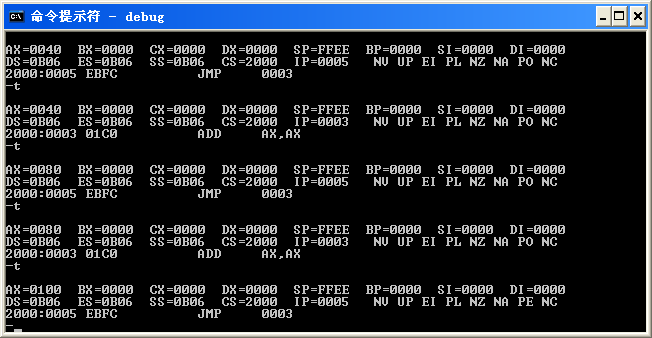 命令提示符 - debug
AX=0040  BX=0000  CX=0000  DX=0000  SP=FFEE  BP=0000  SI=0000  DI=0000
DS=0B06  ES=0B06  SS=0B06  CS=2000  IP=0005   NV UP EI PL NZ NA PO NC
2000:0005 EBFC          JMP     0003
-t
AX=0040  BX=0000  CX=0000  DX=0000  SP=FFEE  BP=0000  SI=0000  DI=0000
DS=0B06  ES=0B06  SS=0B06  CS=2000  IP=0003   NV UP EI PL NZ NA PO NC
2000:0003 01C0          ADD     AX,AX
-t
AX=0080  BX=0000  CX=0000  DX=0000  SP=FFEE  BP=0000  SI=0000  DI=0000
DS=0B06  ES=0B06  SS=0B06  CS=2000  IP=0005   NV UP EI PL NZ NA PO NC
2000:0005 EBFC          JMP     0003
-t
AX=0080  BX=0000  CX=0000  DX=0000  SP=FFEE  BP=0000  SI=0000  DI=0000
DS=0B06  ES=0B06  SS=0B06  CS=2000  IP=0003   NV UP EI PL NZ NA PO NC
2000:0003 01C0          ADD     AX,AX
-t
AX=0100  BX=0000  CX=0000  DX=0000  SP=FFEE  BP=0000  SI=0000  DI=0000
DS=0B06  ES=0B06  SS=0B06  CS=2000  IP=0005   NV UP EI PL NZ NA PE NC
2000:0005 EBFC          JMP     0003
-